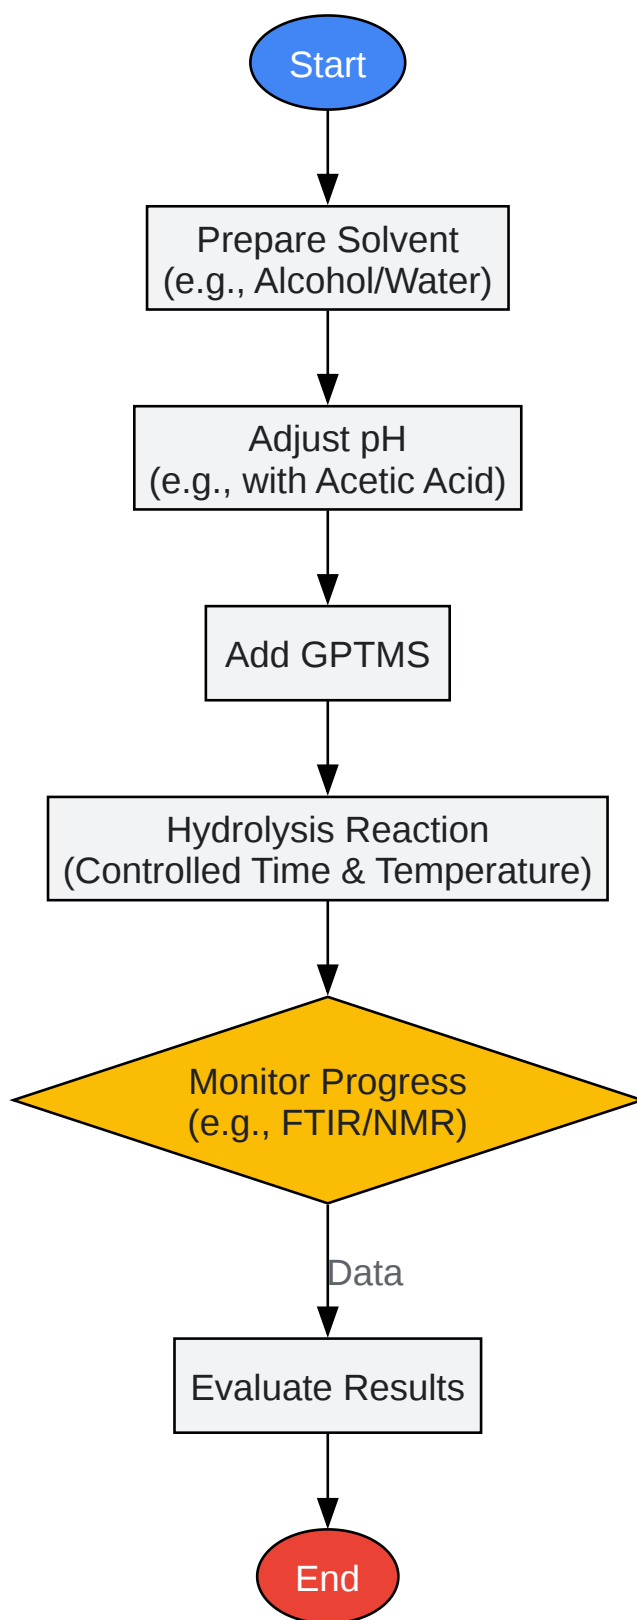 Start
Prepare Solvent
(e.g., Alcohol/Water)
Adjust pH
(e.g., with Acetic Acid)
Add GPTMS
Hydrolysis Reaction
(Controlled Time & Temperature)
Monitor Progress
(e.g., FTIR/NMR)
Data
Evaluate Results
End